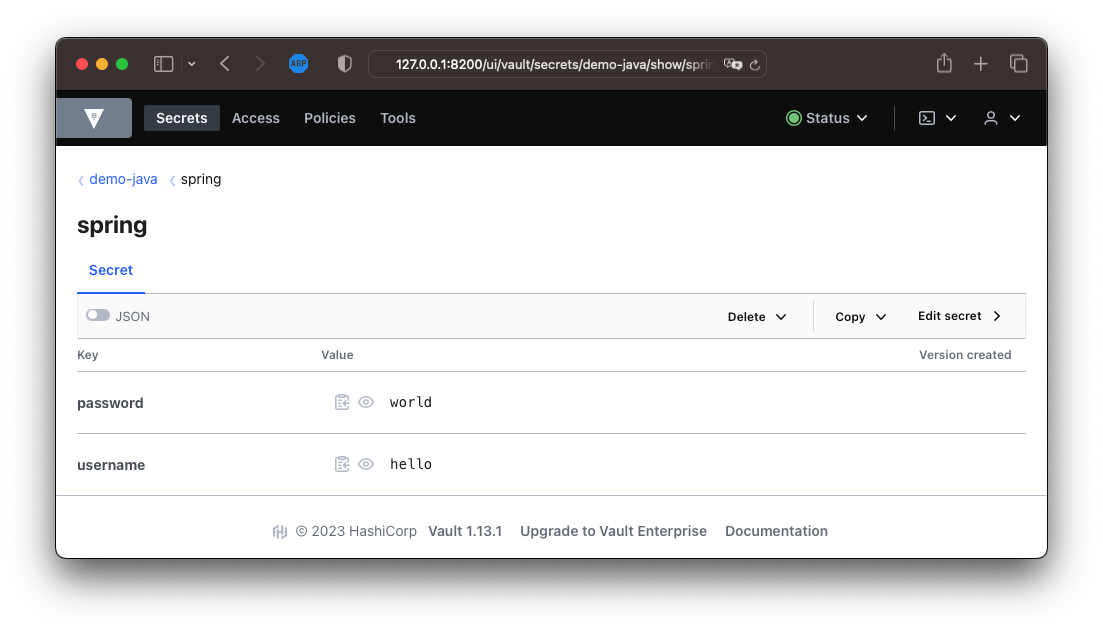 ABP 127.0.0.1:8200/ui/vault/secrets/demo-java/show/sprin
Secrets Access Policies Tools Status
demo-java spring
spring
Secret
JSON Delete Copy Edit secret
Key Value Version created
password world
username hello
© 2023 HashiCorp Vault 1.13.1 Upgrade to Vault Enterprise Documentation